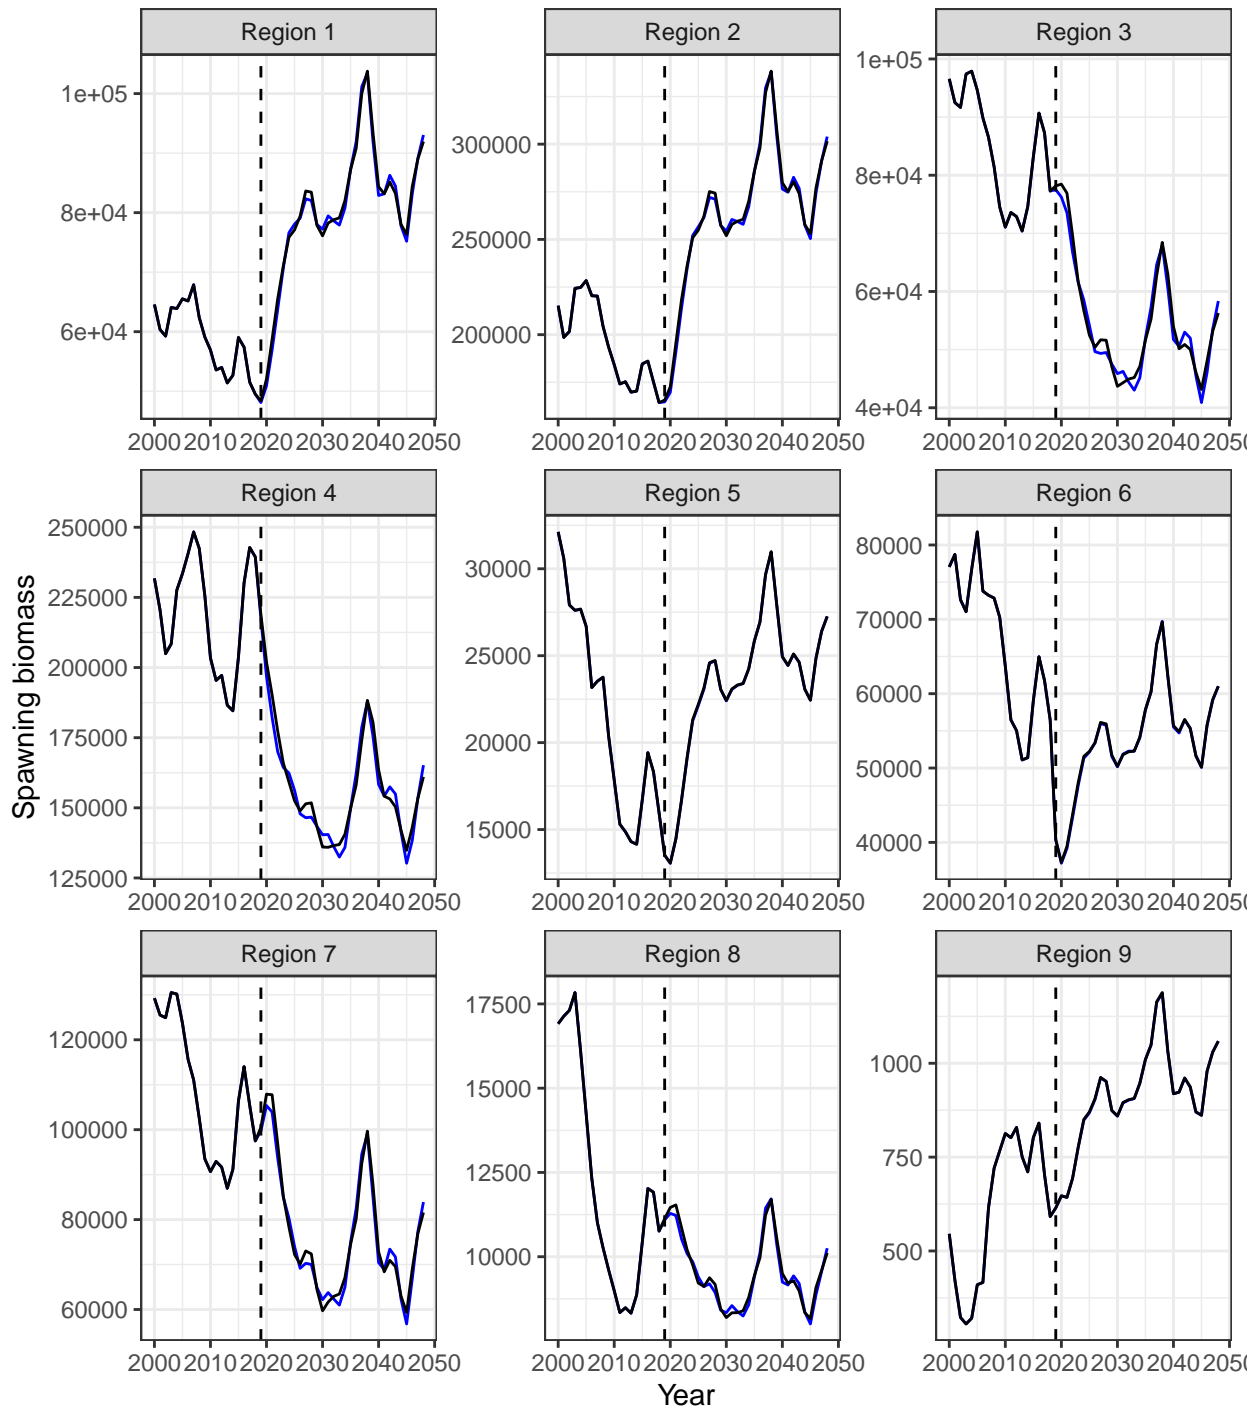 Region 1 Region 2 Region 3
1e+05 8e+04 6e+04
300000 250000 200000
1e+05 8e+04 6e+04 4e+04
2000 2010 2020 2030 2040 2050 2000 2010 2020 2030 2040 2050 2000 2010 2020 2030 2040 2050
Region 4 Region 5 Region 6
250000 225000 200000 175000 150000 125000
30000 25000 20000 15000
80000 70000 60000 50000 40000
2000 2010 2020 2030 2040 2050 2000 2010 2020 2030 2040 2050 2000 2010 2020 2030 2040 2050
Spawning biomass
Region 7 Region 8 Region 9
120000 100000 80000 60000
17500 15000 12500 10000
1000 750 500
2000 2010 2020 2030 2040 2050 2000 2010 2020 2030 2040 2050 2000 2010 2020 2030 2040 2050
Year